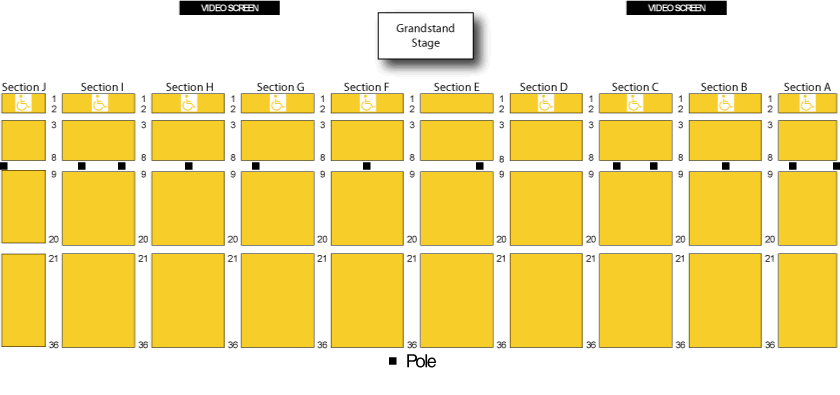 VIDEO SCREEN
VIDEO SCREEN
Grandstand
Stage
Section J Section I Section H Section G Section F Section E Section D Section C Section B Section A
1 1 1 1 1 1 1 1 1
2 2 2 2 2 2 2 2 2
3 3 3 3 3 3 3 3 3
8 8 8 8 8 8 8 8 8
9 9 9 9 9 9 9 9 9
20 20 20 20 20 20 20 20 20
21 21 21 21 21 21 21 21 21
36 36 36 36 36 36 36 36 36
Pole